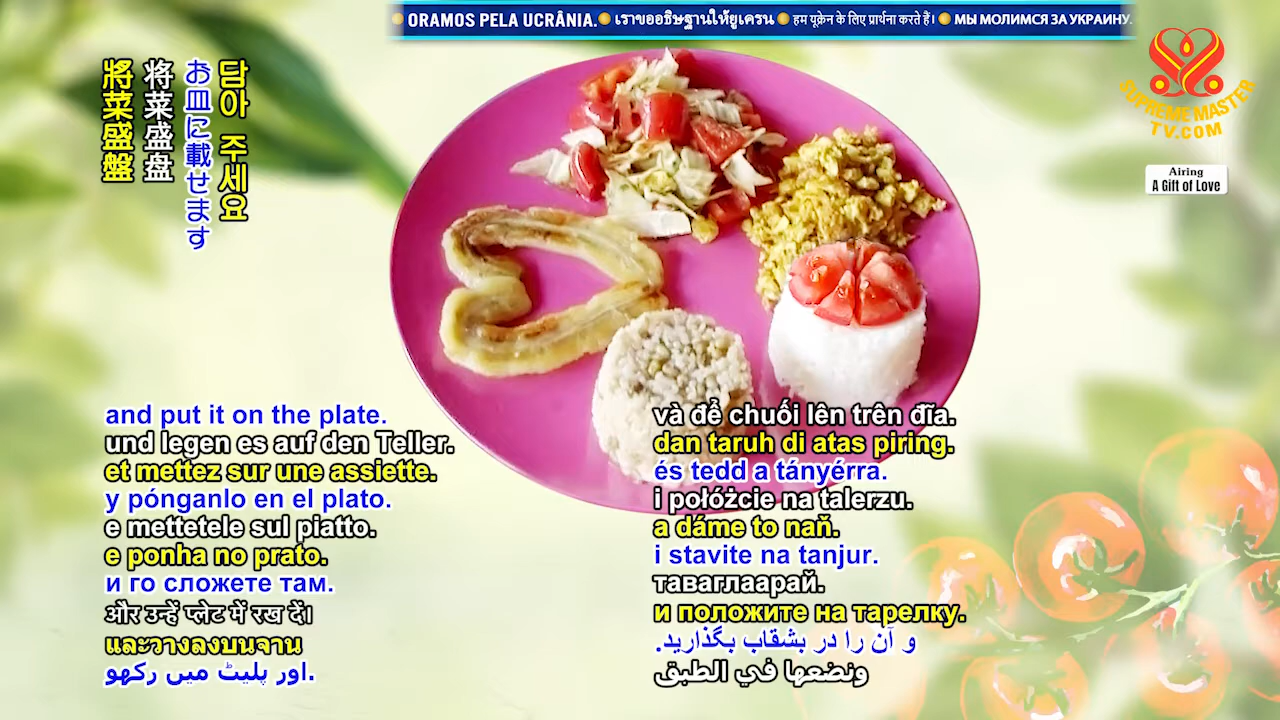 ORAMOS PELA UCRÂNIA. เราขออธิษฐานให้ยูเครน हम यूक्रेन के लिए प्रार्थना करते हैं। МЫ МОЛИМСЯ ЗА УКРАИНУ.
SUPREME MASTER
TV.COM
Airing
A Gift of Love
將菜盛盤
将菜盛盘
お皿に載せます
담아 주세요
and put it on the plate.
und legen es auf den Teller.
et mettez sur une assiette.
y pónganlo en el plato.
e mettetele sul piatto.
e ponha no prato.
и го сложете там.
और उन्हें प्लेट में रख दें।
และวางลงบนจาน
اور پلیٹ میں رکھو.
và để chuối lên trên đĩa.
dan taruh di atas piring.
és tedd a tányérra.
i połóżcie na talerzu.
a dáme to naň.
i stavite na tanjur.
таваглаарай.
и положите на тарелку.
و آن را در بشقاب بگذارید.
ونضعها في الطبق